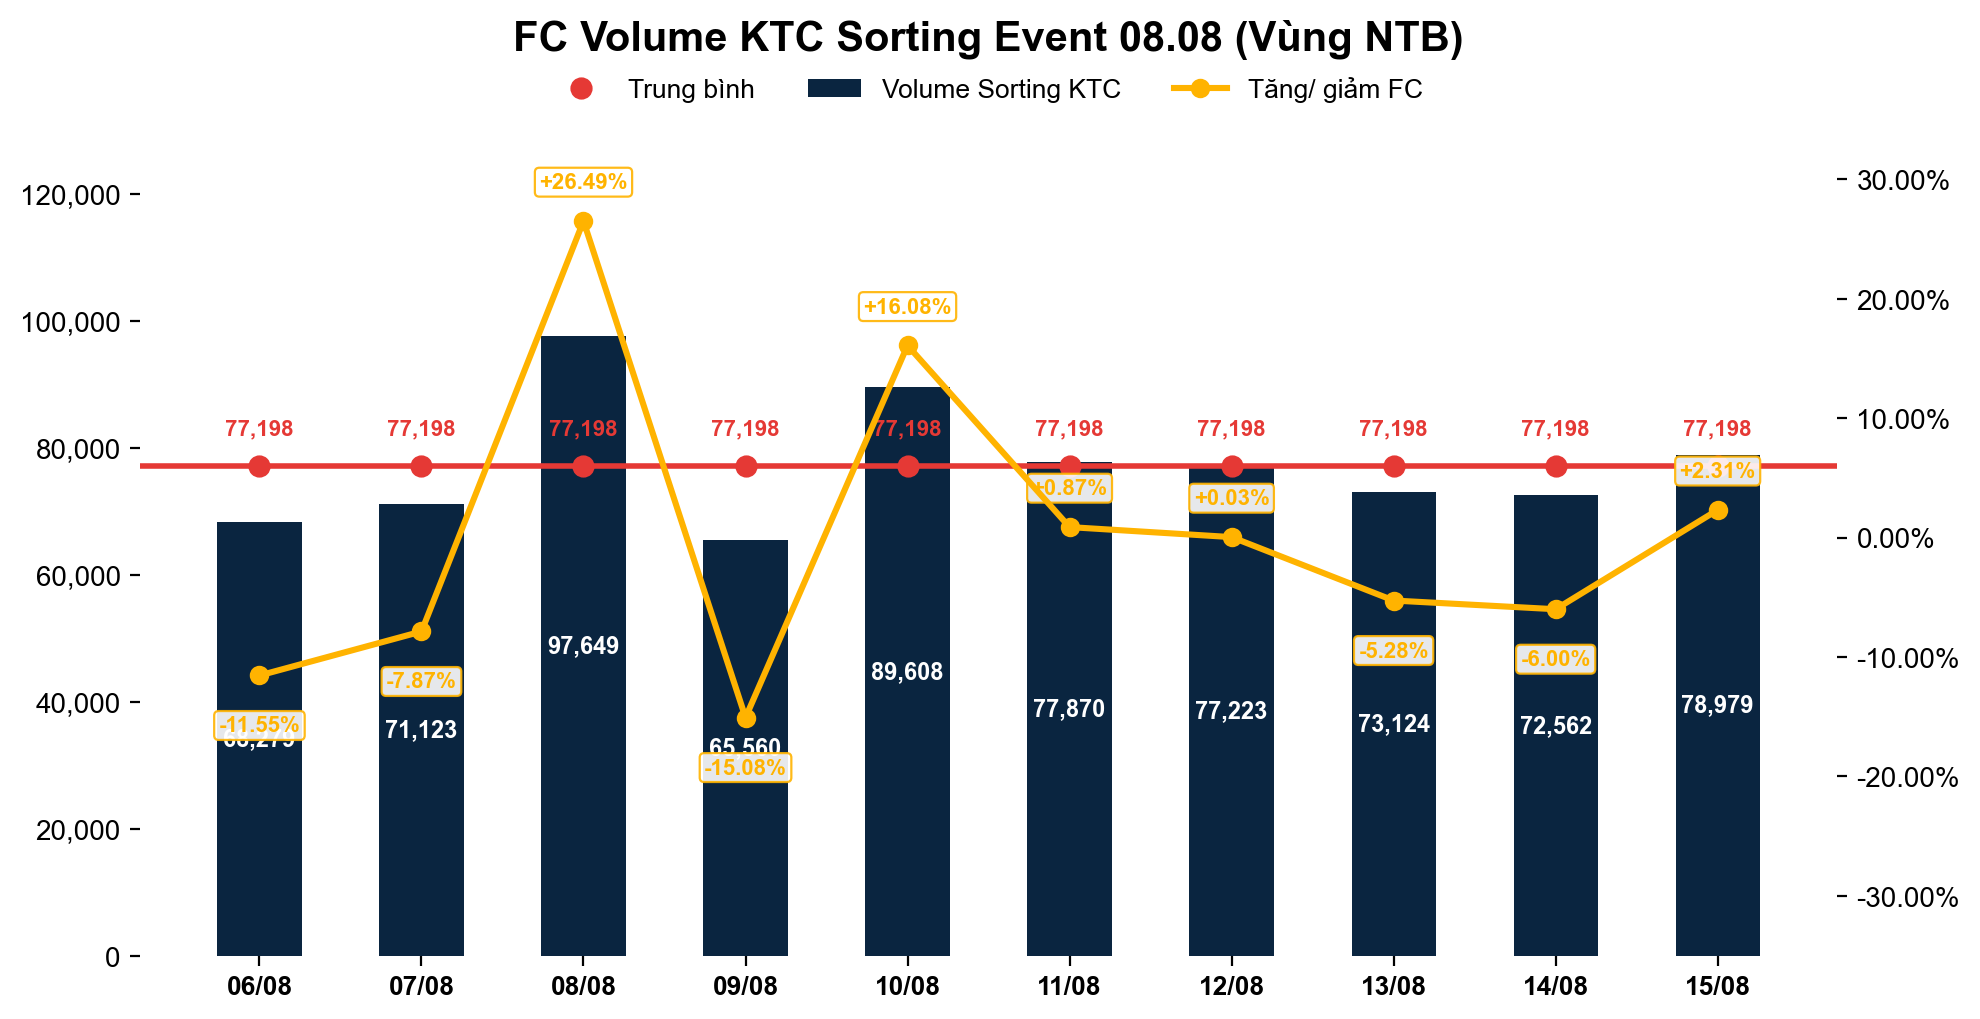 FC Volume KTC Sorting Event 08.08 (Vùng NTB)
Trung bình Volume Sorting KTC Tăng/ giảm FC
120,000
100,000
80,000
60,000
40,000
20,000
0
30.00%
20.00%
10.00%
0.00%
-10.00%
-20.00%
-30.00%
+26.49%
+16.08%
77,198 77,198 77,198 77,198 77,198 77,198 77,198 77,198 77,198 77,198
+0.87% +0.03% +2.31%
-11.55% -7.87% -15.08% -5.28% -6.00%
71,123 97,649 65,560 89,608 77,870 77,223 73,124 72,562 78,979
06/08 07/08 08/08 09/08 10/08 11/08 12/08 13/08 14/08 15/08